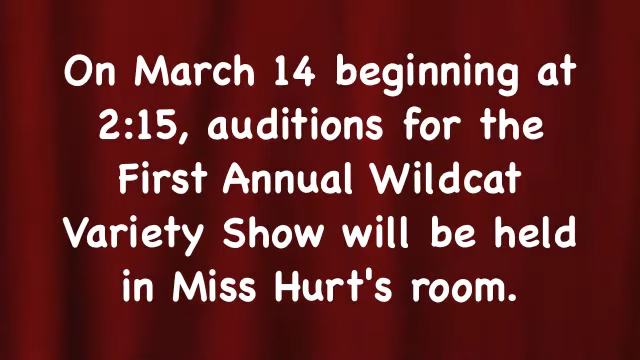 On March 14 beginning at
2:15, auditions for the
First Annual Wildcat
Variety Show will be held
in Miss Hurt's room.